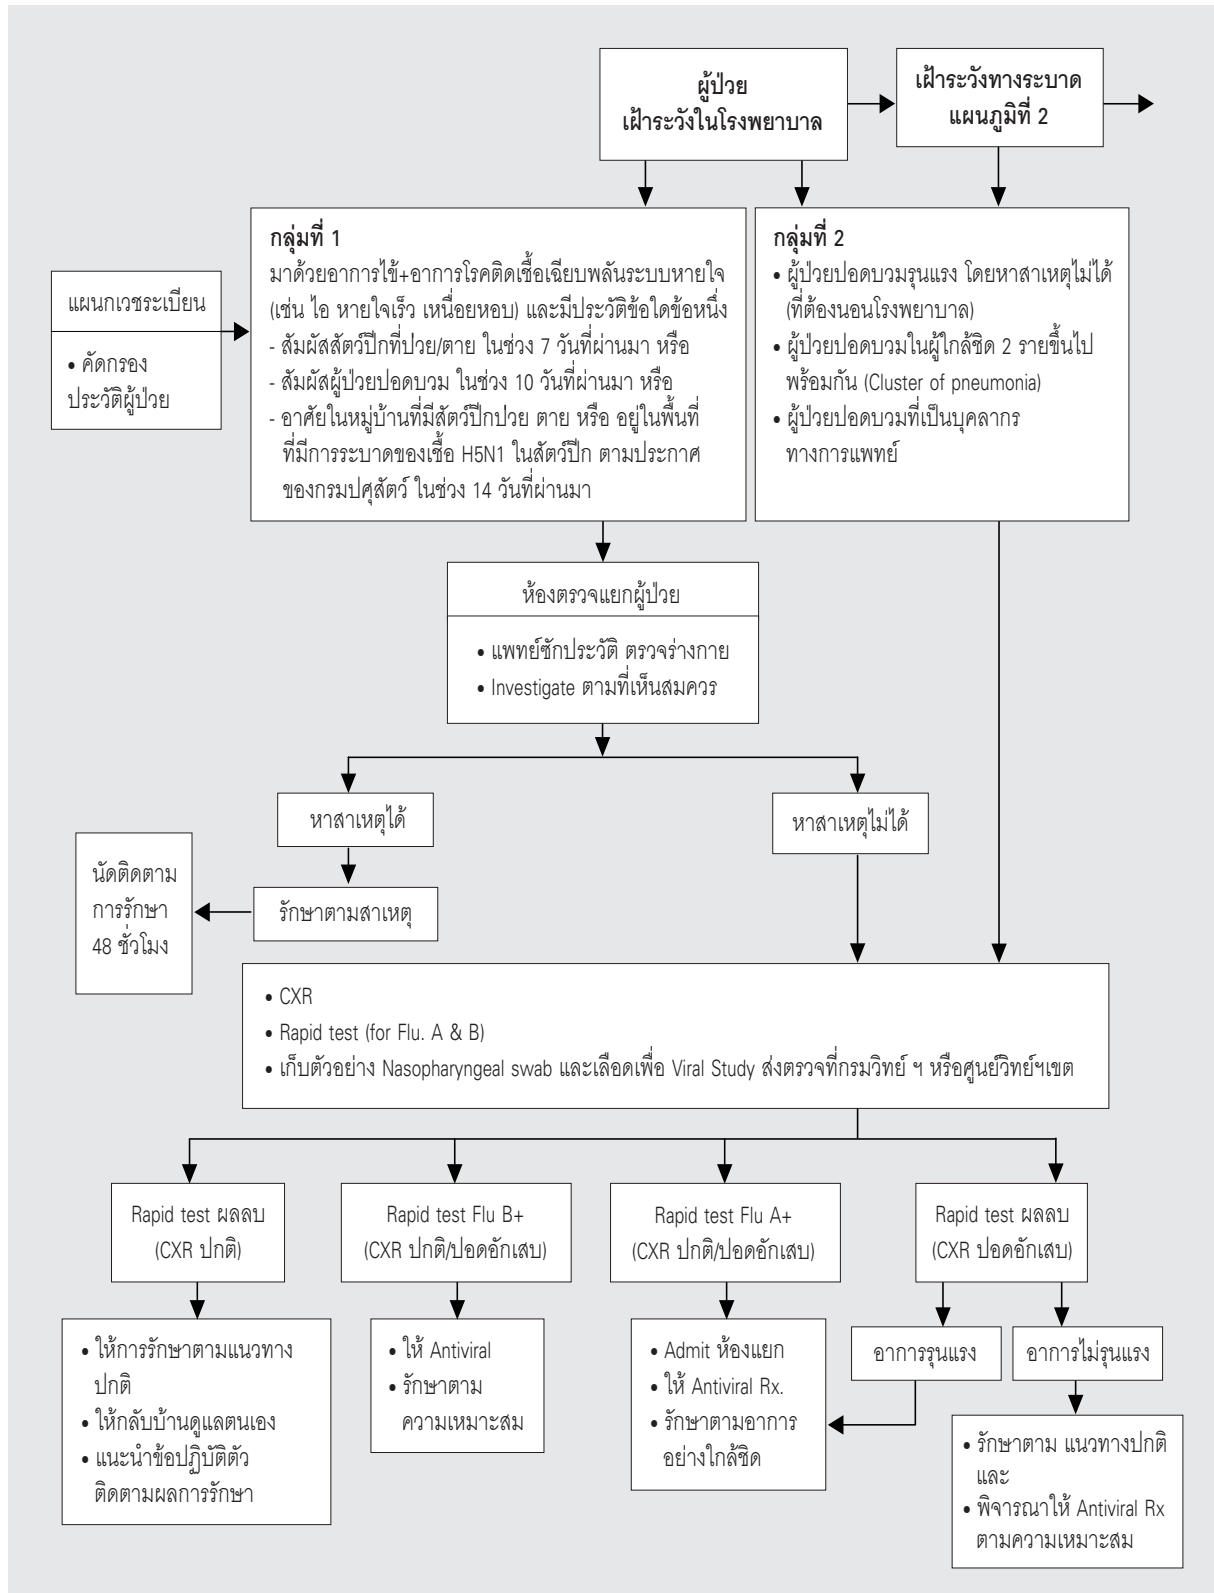 ผู้ป่วย
เฝ้าระวังในโรงพยาบาล
เฝ้าระวังทางระบาด
แผนภูมิที่ 2
แผนกเวชระเบียน
• คัดกรอง
ประวัติผู้ป่วย
กลุ่มที่ 1
มาด้วยอาการไข้+อาการโรคติดเชื้อเฉียบพลันระบบหายใจ
(เช่น ไอ หายใจเร็ว เหนื่อยหอบ) และมีประวัติข้อใดข้อหนึ่ง
- สัมผัสสัตว์ปีกที่ป่วย/ตาย ในช่วง 7 วันที่ผ่านมา หรือ
- สัมผัสผู้ป่วยปอดบวม ในช่วง 10 วันที่ผ่านมา หรือ
- อาศัยในหมู่บ้านที่มีสัตว์ปีกป่วย ตาย หรือ อยู่ในพื้นที่
ที่มีการระบาดของเชื้อ H5N1 ในสัตว์ปีก ตามประกาศ
ของกรมปศุสัตว์ ในช่วง 14 วันที่ผ่านมา
กลุ่มที่ 2
• ผู้ป่วยปอดบวมรุนแรง โดยหาสาเหตุไม่ได้
(ที่ต้องนอนโรงพยาบาล)
• ผู้ป่วยปอดบวมในผู้ใกล้ชิด 2 รายขึ้นไป
พร้อมกัน (Cluster of pneumonia)
• ผู้ป่วยปอดบวมที่เป็นบุคลากร
ทางการแพทย์
ห้องตรวจแยกผู้ป่วย
• แพทย์ซักประวัติ ตรวจร่างกาย
• Investigate ตามที่เห็นสมควร
หาสาเหตุได้
หาสาเหตุไม่ได้
รักษาตามสาเหตุ
นัดติดตาม
การรักษา
48 ชั่วโมง
• CXR
• Rapid test (for Flu. A & B)
• เก็บตัวอย่าง Nasopharyngeal swab และเลือดเพื่อ Viral Study ส่งตรวจที่กรมวิทย์ ฯ หรือศูนย์วิทย์ฯเขต
Rapid test ผลลบ
(CXR ปกติ)
Rapid test Flu B+
(CXR ปกติ/ปอดอักเสบ)
Rapid test Flu A+
(CXR ปกติ/ปอดอักเสบ)
Rapid test ผลลบ
(CXR ปอดอักเสบ)
• ให้การรักษาตามแนวทาง
ปกติ
• ให้กลับบ้านดูแลตนเอง
• แนะนำข้อปฏิบัติตัว
ติดตามผลการรักษา
• ให้ Antiviral
• รักษาตาม
ความเหมาะสม
• Admit ห้องแยก
• ให้ Antiviral Rx.
• รักษาตามอาการ
อย่างใกล้ชิด
อาการรุนแรง
อาการไม่รุนแรง
• รักษาตาม แนวทางปกติ
และ
• พิจารณาให้ Antiviral Rx
ตามความเหมาะสม